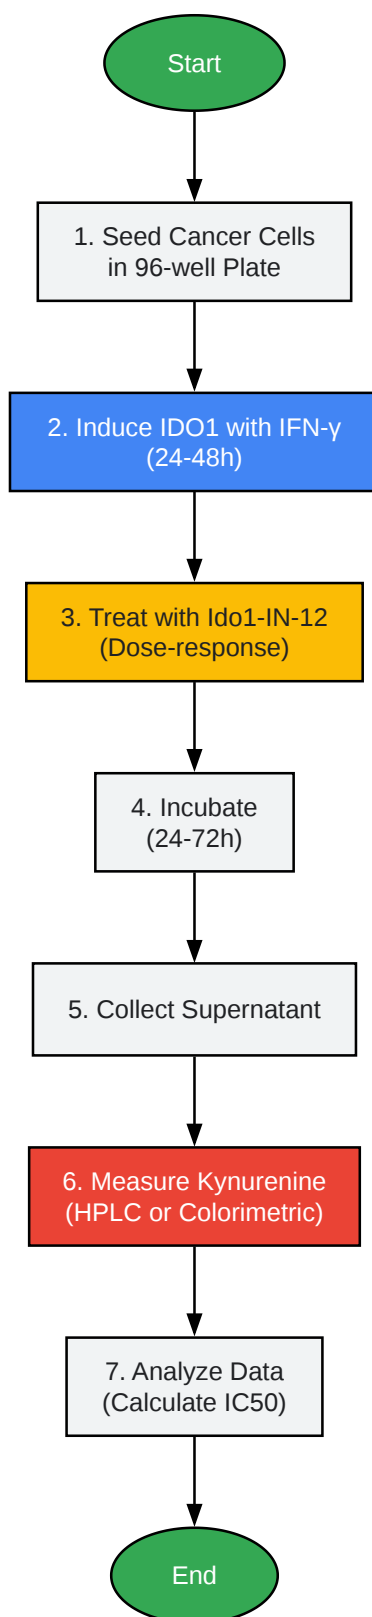 Start
1. Seed Cancer Cells
in 96-well Plate
2. Induce IDO1 with IFN-γ
(24-48h)
3. Treat with Ido1-IN-12
(Dose-response)
4. Incubate
(24-72h)
5. Collect Supernatant
6. Measure Kynurenine
(HPLC or Colorimetric)
7. Analyze Data
(Calculate IC50)
End